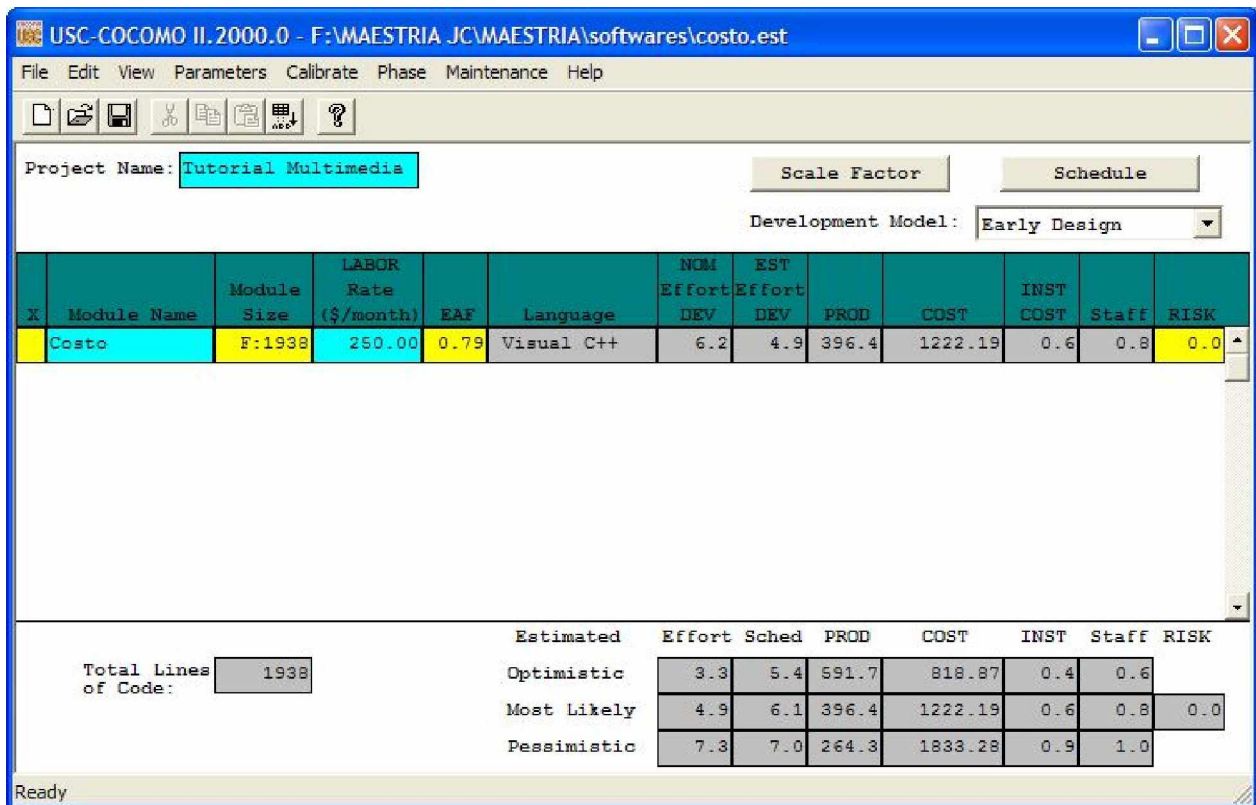 USC-COCOMO II.2000.0 - F:\MAESTRIA JC\MAESTRIA\softwares\costo.est
File Edit View Parameters Calibrate Phase Maintenance Help
Project Name: Tutorial Multimedia
Scale Factor Schedule
Development Model: Early Design
LABOR NOM EST
Module Rate Effort Effort INST
X Module Name Size ($/month) EAF Language DEV DEV PROD COST COST Staff RISK
Costo F:1938 250.00 0.79 Visual C++ 6.2 4.9 396.4 1222.19 0.6 0.8 0.0
Estimated Effort Sched PROD COST INST Staff RISK
Total Lines of Code: 1938
Optimistic 3.3 5.4 591.7 818.87 0.4 0.6
Most Likely 4.9 6.1 396.4 1222.19 0.6 0.8 0.0
Pessimistic 7.3 7.0 264.3 1833.28 0.9 1.0
Ready